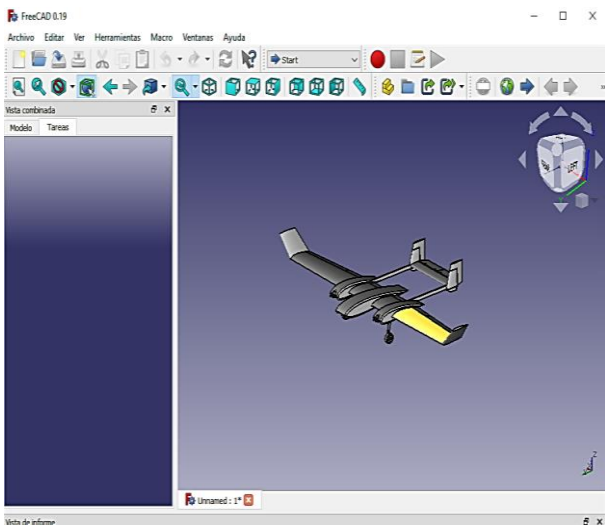 FreeCAD 0.19
Archivo Editar Ver Herramientas Macro Ventanas Ayuda
Start
Vista combinada
Modelo Tareas
Unnamed : 1*
Vista de informe